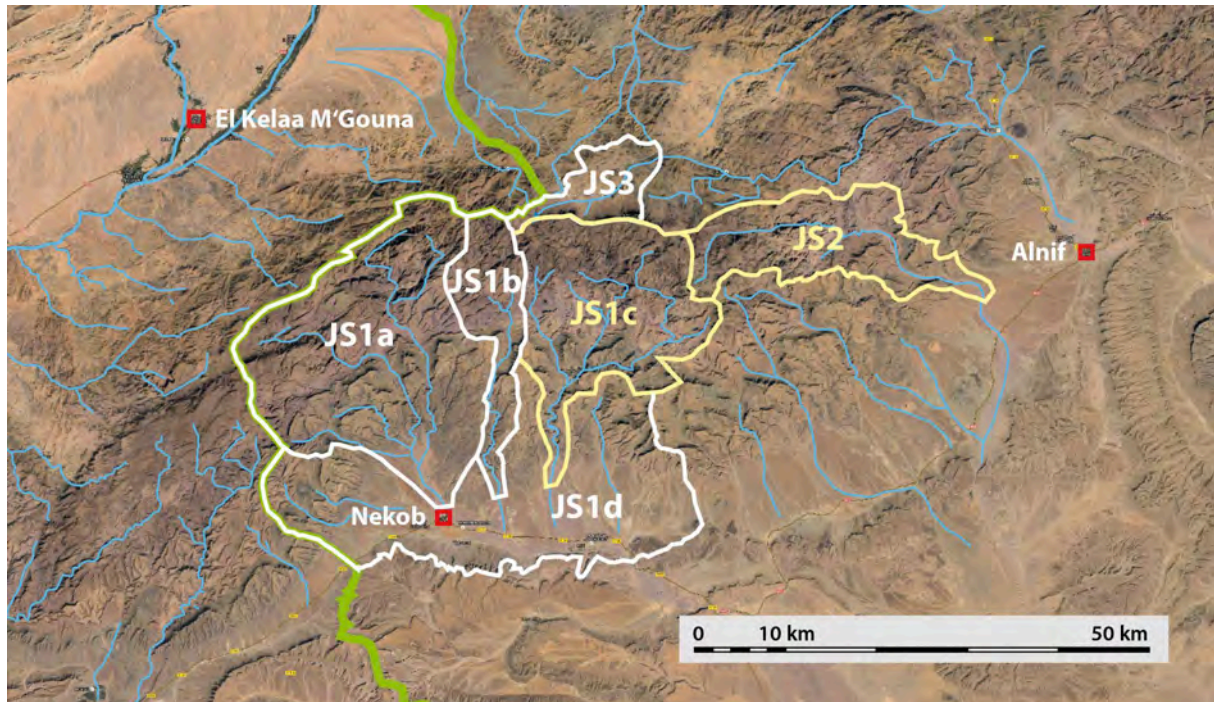 El Kelaa M‘Gouna
JS3
JS2
Alnif
JS1b
JS1c
JS1a
JS1d
Nekob
0 10 km 50 km